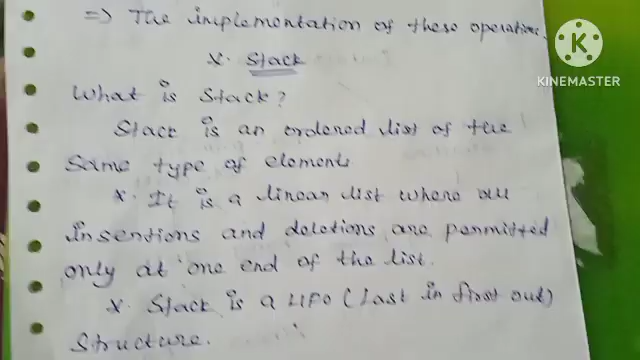 => The implementation of these operations.
x. Stack
What is Stack?
Stack is an ordered list of the
same type of elements
x. It is a linear list where all
insertions and deletions are permitted
only at one end of the list.
x. Stack is a LIFO (last in first out)
structure.
K
KINEMASTER